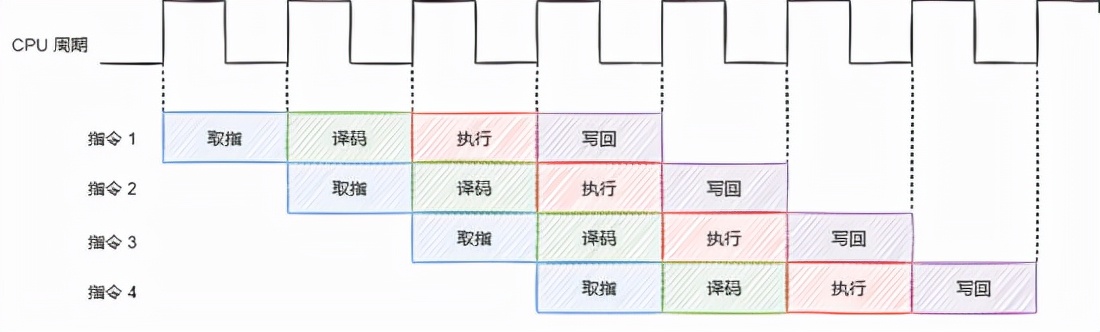 CPU 周期
指令 1 取指 译码 执行 写回
指令 2 取指 译码 执行 写回
指令 3 取指 译码 执行 写回
指令 4 取指 译码 执行 写回